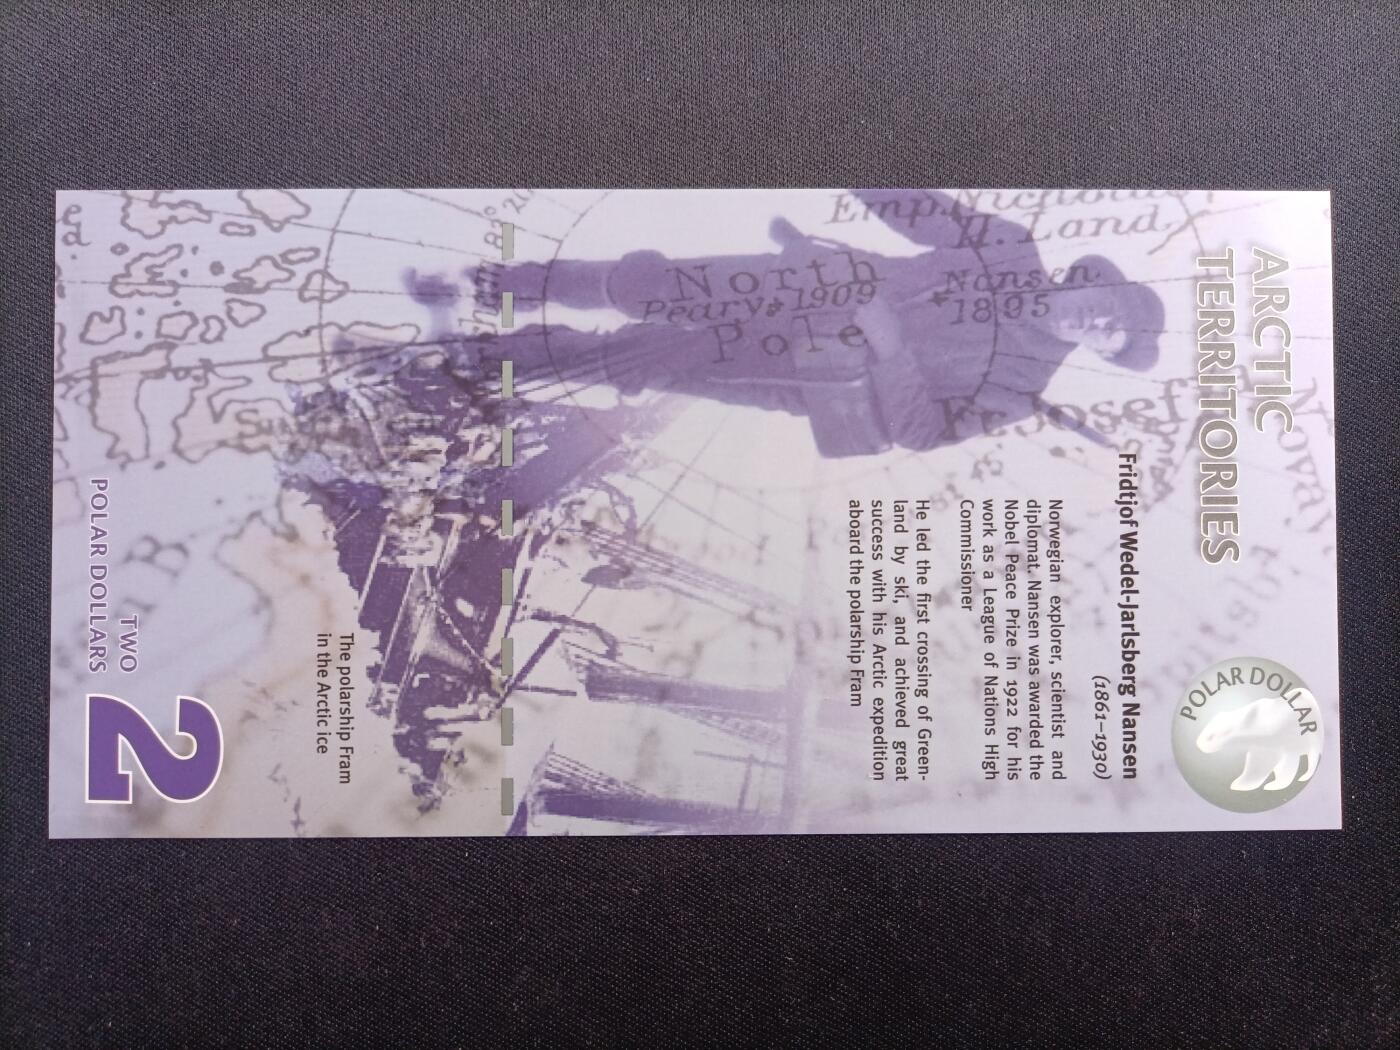 ARCTIC
TERRITORIES
POLAR DOLLAR
Fridtjof Wedel-Jarlsberg Nansen
(1861–1930)
Norwegian explorer, scientist and
diplomat, Nansen was awarded the
Nobel Peace Prize in 1922 for his
work as a League of Nations High
Commissioner
He led the first crossing of Green-
land by ski, and achieved great
success with his Arctic expedition
aboard the polarship Fram
H. Land
Nansen
1895
North
Peary 1909
Pole
Fr. Josef
The polarship Fram
in the Arctic ice
TWO
POLAR DOLLARS
2